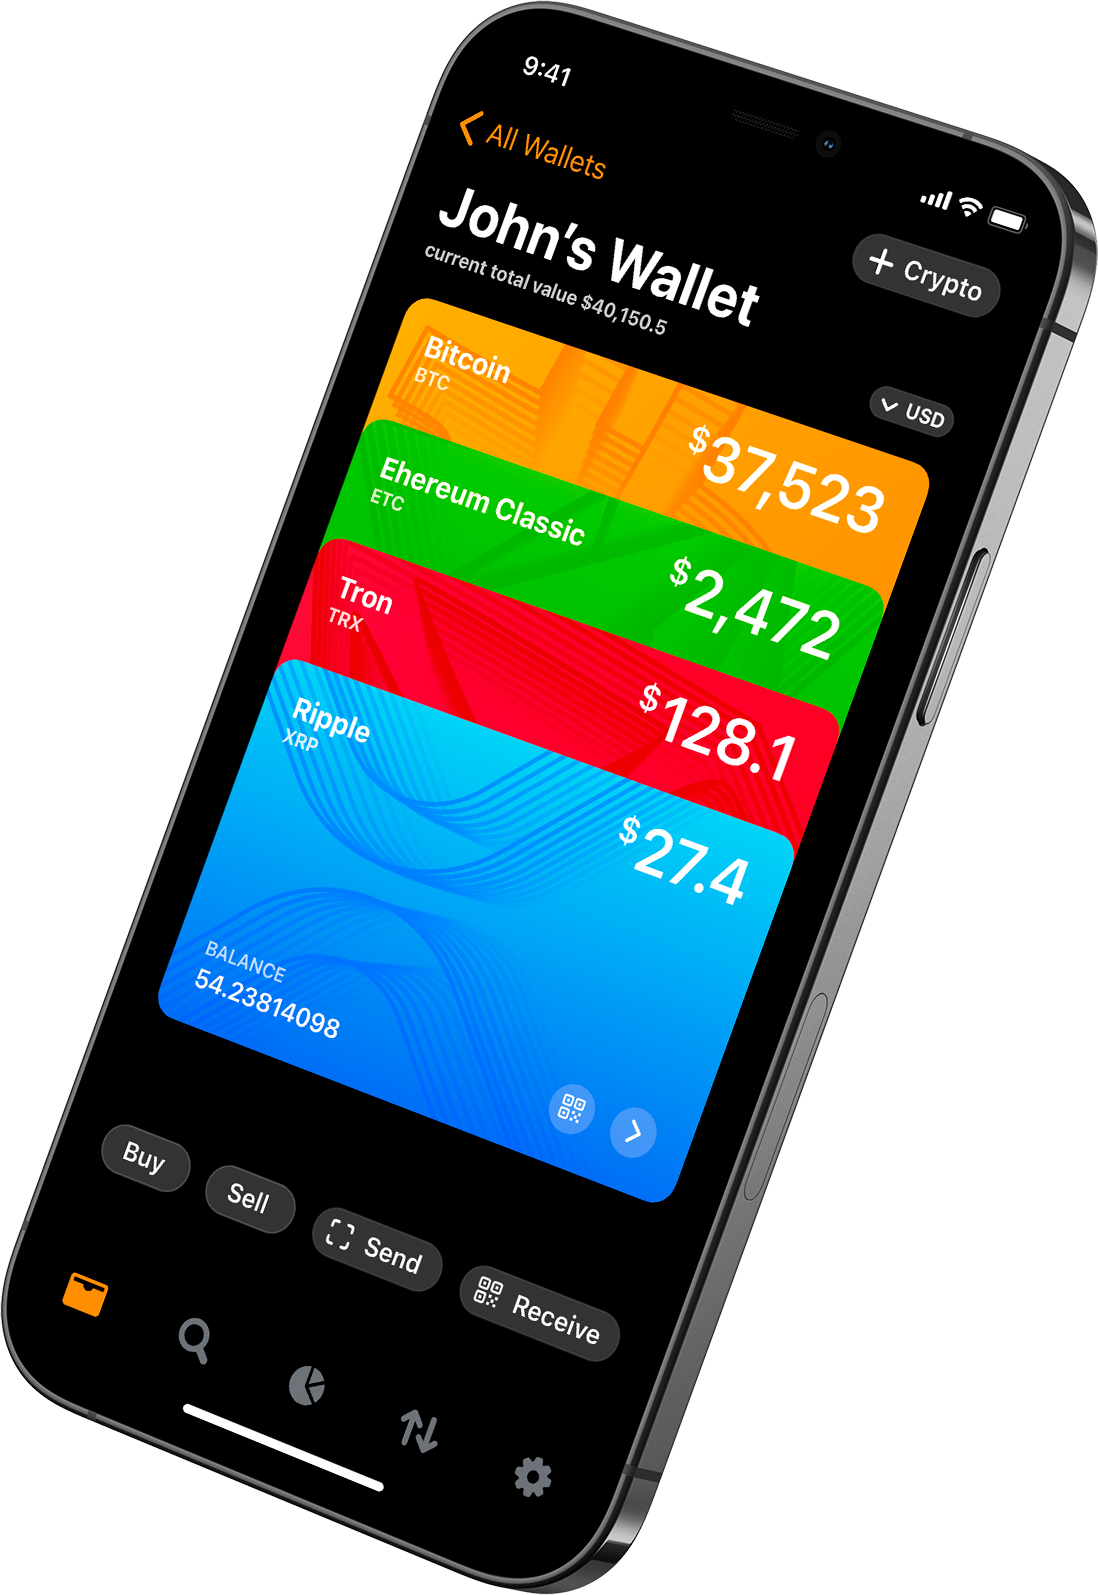 9:41
All Wallets
+ Crypto
John's Wallet
current total value $40,150.5
USD
Bitcoin
BTC
$37,523
Ehereum Classic
ETC
$2,472
Tron
TRX
$128.1
Ripple
XRP
$27.4
BALANCE
54.23814098
Buy
Sell
Send
Receive